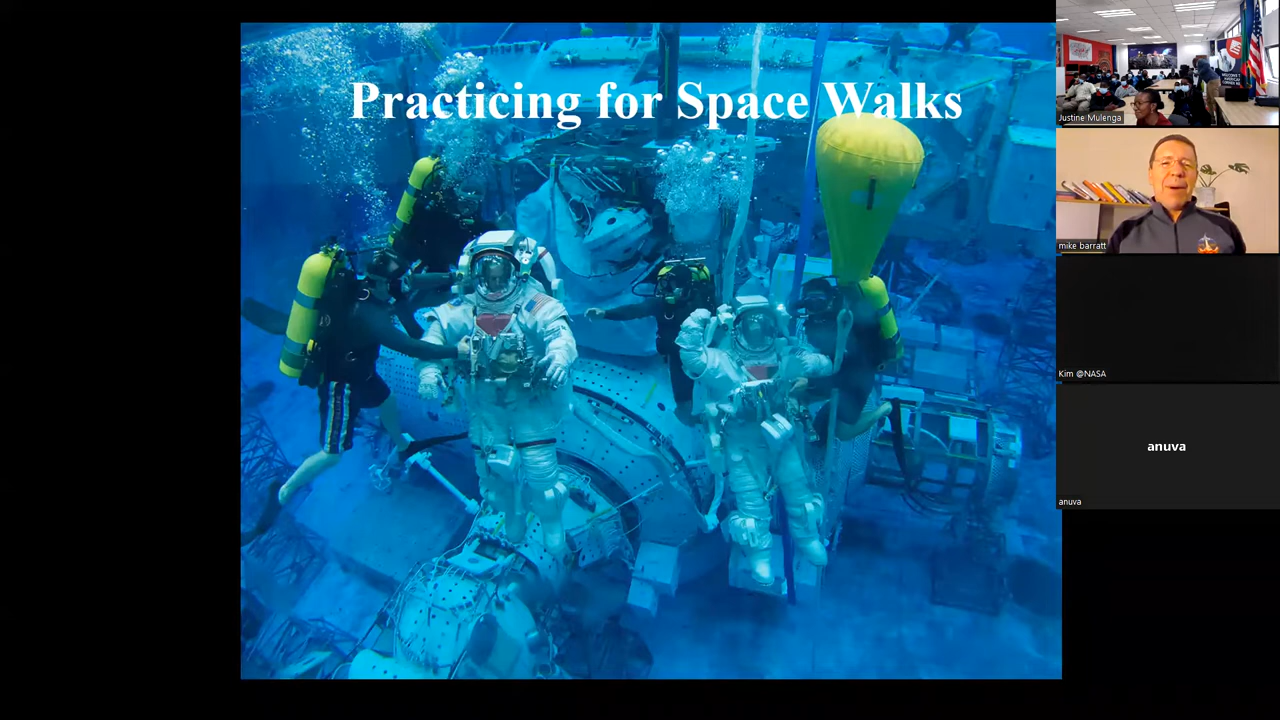 Practicing for Space Walks
Justine Mulenga
mike barratt
Kim @NASA
anuva
anuva